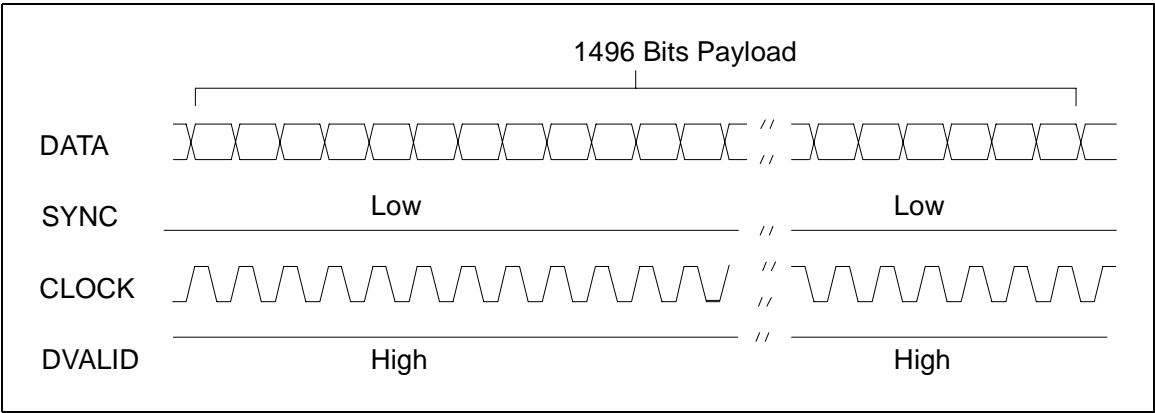 1496 Bits Payload
DATA
SYNC Low Low
CLOCK
DVALID High High